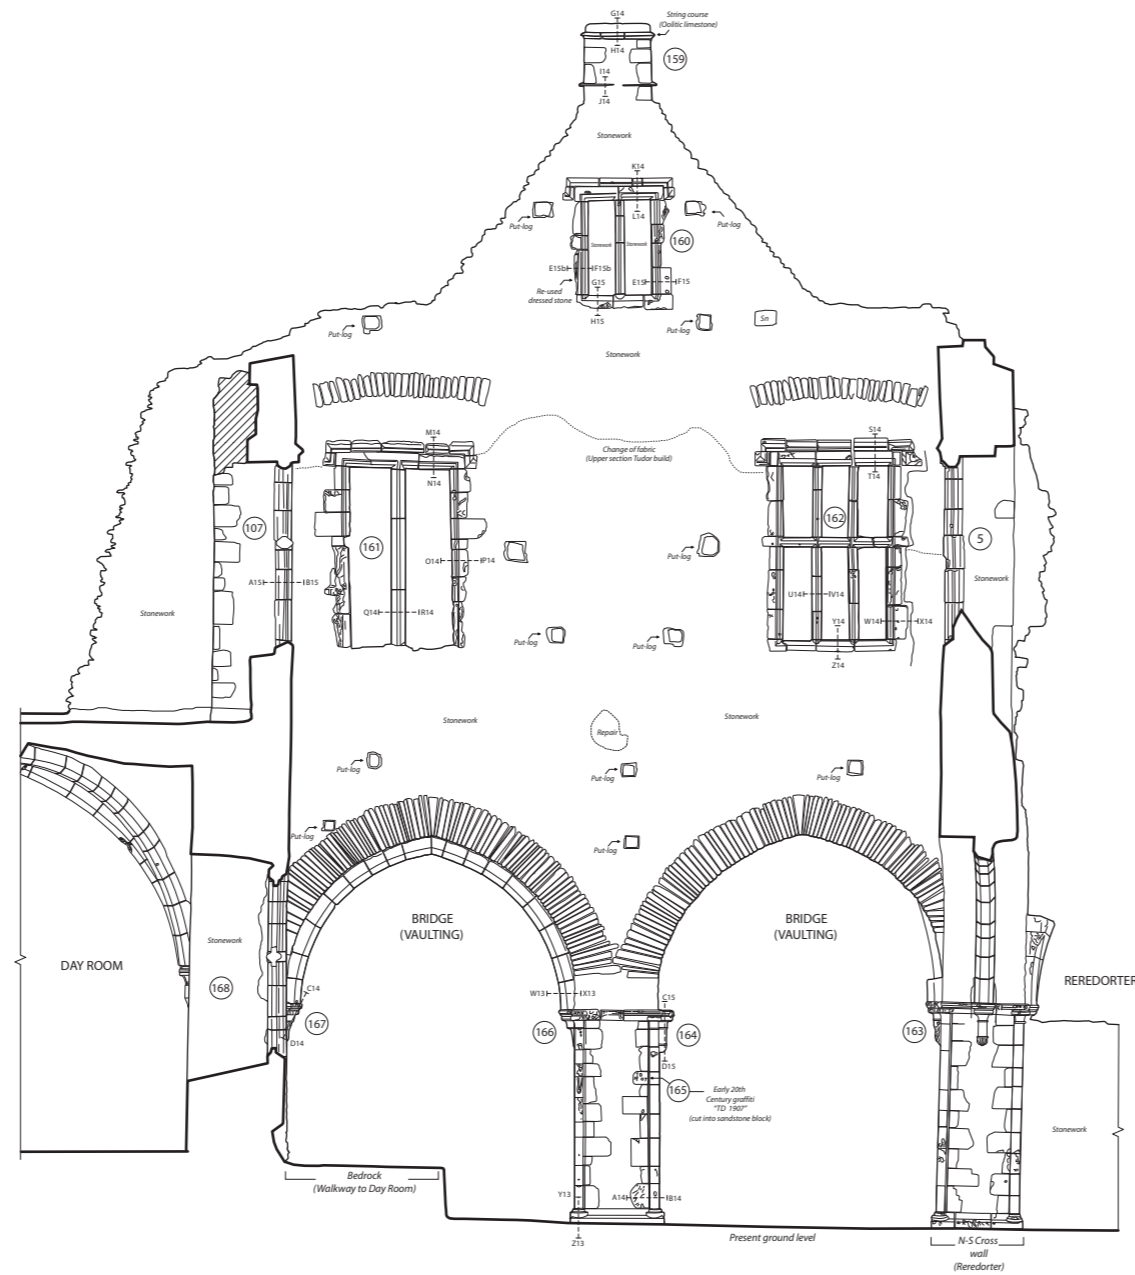 G14
String course
(Oolitic limestone)
H14
159
I14
J14
Stonework
K14
L14
Put-log
Put-log
160
Stonework
Stonework
E15b
F15b
G15
E15
F15
Re-used
dressed stone
H15
Put-log
Put-log
Sn
Stonework
M14
S14
Change of fabric
(Upper section Tudor build)
N14
T14
107
161
162
5
Put-log
O14
P14
A15
B15
Stonework
Stonework
U14
V14
Q14
R14
Y14
W14
X14
Put-log
Put-log
Z14
Stonework
Stonework
Repair
Put-log
Put-log
Put-log
Put-log
Put-log
BRIDGE
(VAULTING)
BRIDGE
(VAULTING)
Stonework
DAY ROOM
REREDORTER
168
C14
W13
X13
C15
167
166
164
163
D14
D15
165
Early 20th
Century graffiti
"TD 1907"
(cut into sandstone block)
Stonework
Bedrock
(Walkway to Day Room)
Y13
A14
B14
Z13
Present ground level
N-S Cross
wall
(Reredorter)